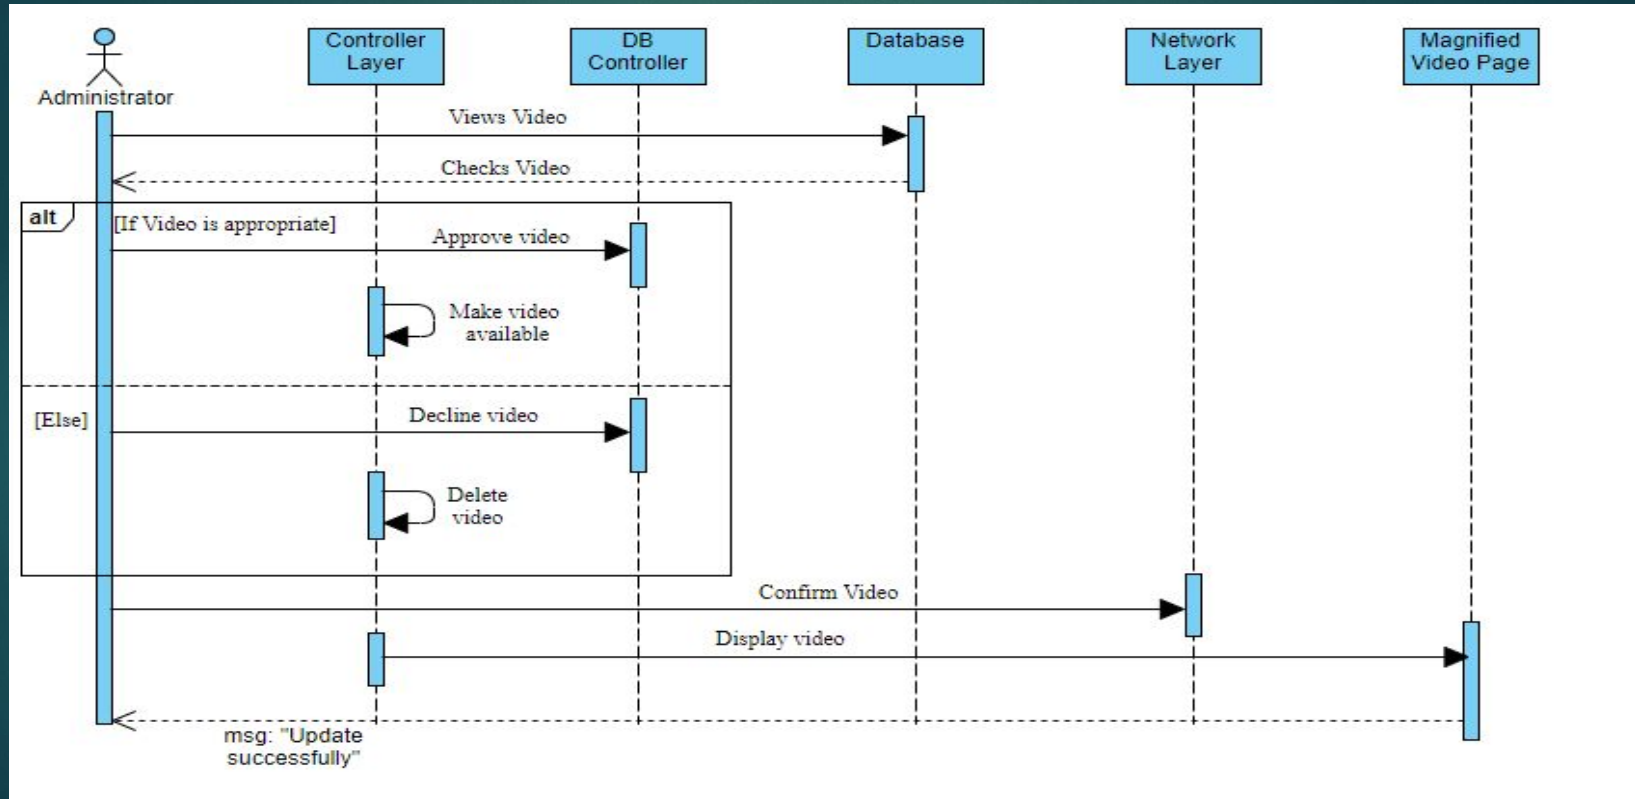 Administrator
Controller
Layer
DB
Controller
Database
Network
Layer
Magnified
Video Page
Views Video
Checks Video
alt
[If Video is appropriate]
Approve video
Make video
available
[Else]
Decline video
Delete
video
Confirm Video
Display video
msg: "Update
successfully"